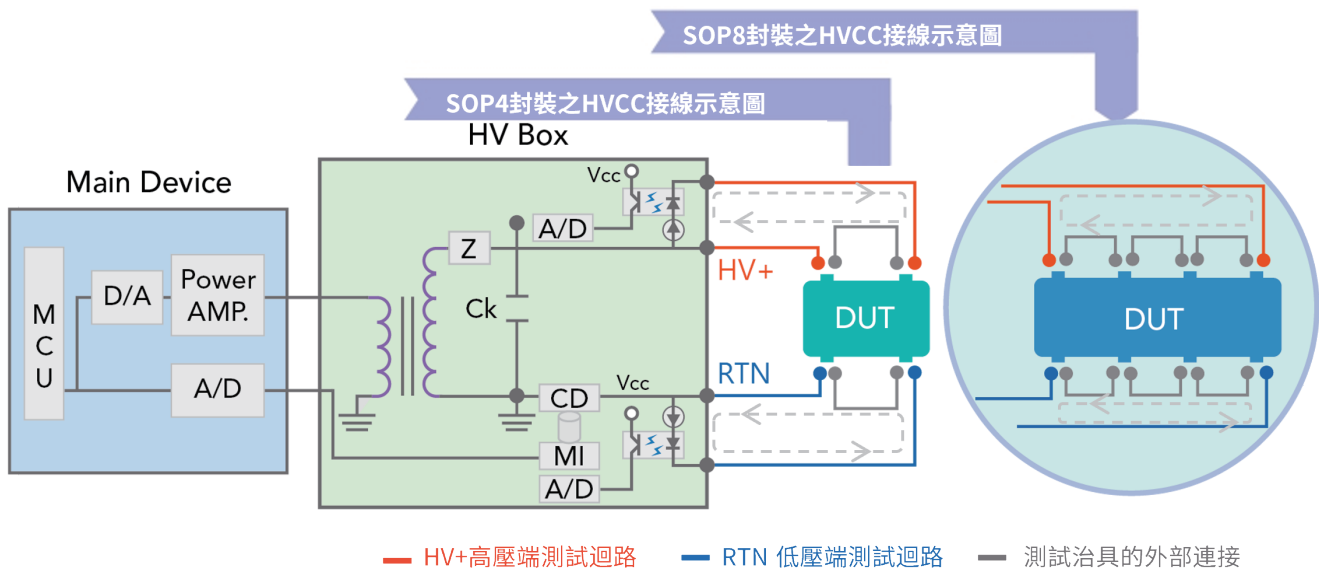 SOP8封裝之HVCC接線示意圖
SOP4封裝之HVCC接線示意圖
HV Box
Main Device
Vcc
A/D
Z
HV+
Power
AMP.
D/A
M
C
U
Ck
DUT
DUT
A/D
RTN
Vcc
CD
MI
A/D
HV+高壓端測試迴路
RTN 低壓端測試迴路
測試治具的外部連接